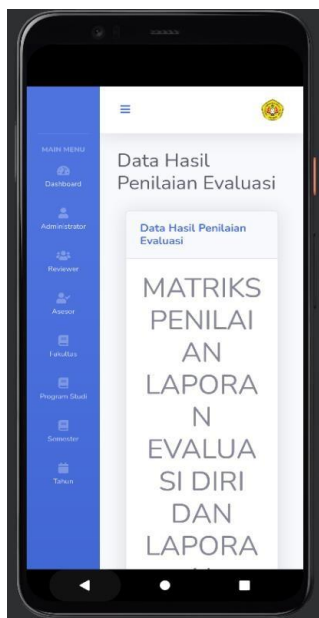 MAIN MENU
Dashboard
Administrator
Reviewer
Asesor
Fakultas
Program Studi
Semester
Tahun
Data Hasil
Penilaian Evaluasi
Data Hasil Penilaian
Evaluasi
MATRIKS
PENILAI
AN
LAPORA
N
EVALUA
SI DIRI
DAN
LAPORA